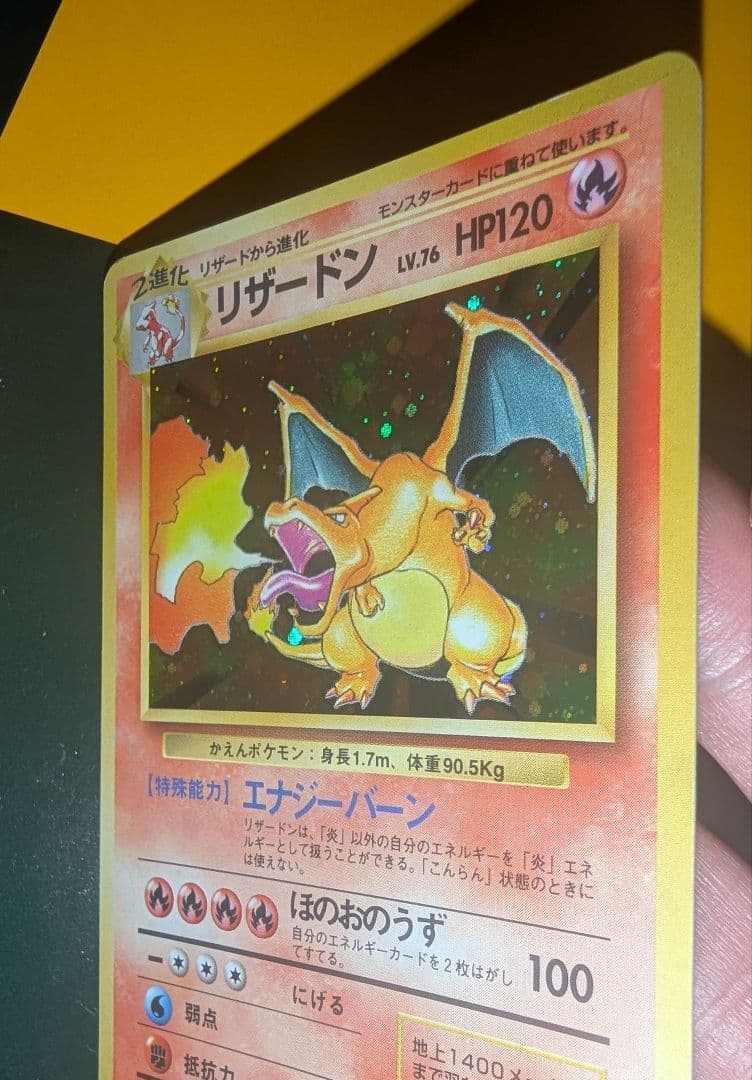 モンスターカードに重ねて使います。
2進化 リザードから進化
リザードン LV.76 HP120
かえんポケモン：身長1.7m、体重90.5Kg
【特殊能力】エナジーバーン
リザードンは、「炎」以外の自分のエネルギーを「炎」エネ
ルギーとして扱うことができる。「こんらん」状態のときに
は使えない。
ほのおのうず 100
自分のエネルギーカードを2枚はがし
てすてる。
にげる
弱点
抵抗力
地上1400メ